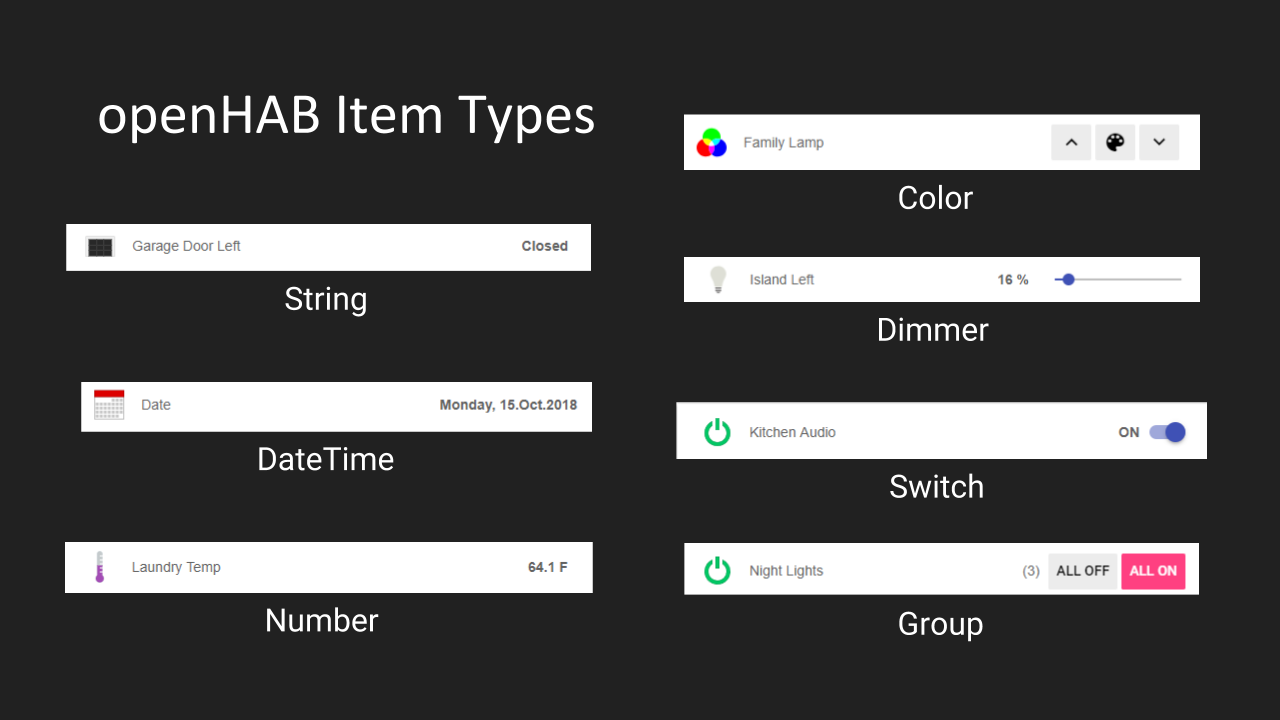 openHAB Item Types
Garage Door Left Closed
String
Date Monday, 15.Oct.2018
DateTime
Laundry Temp 64.1 F
Number
Family Lamp
Color
Island Left 16 %
Dimmer
Kitchen Audio ON
Switch
Night Lights (3) ALL OFF ALL ON
Group